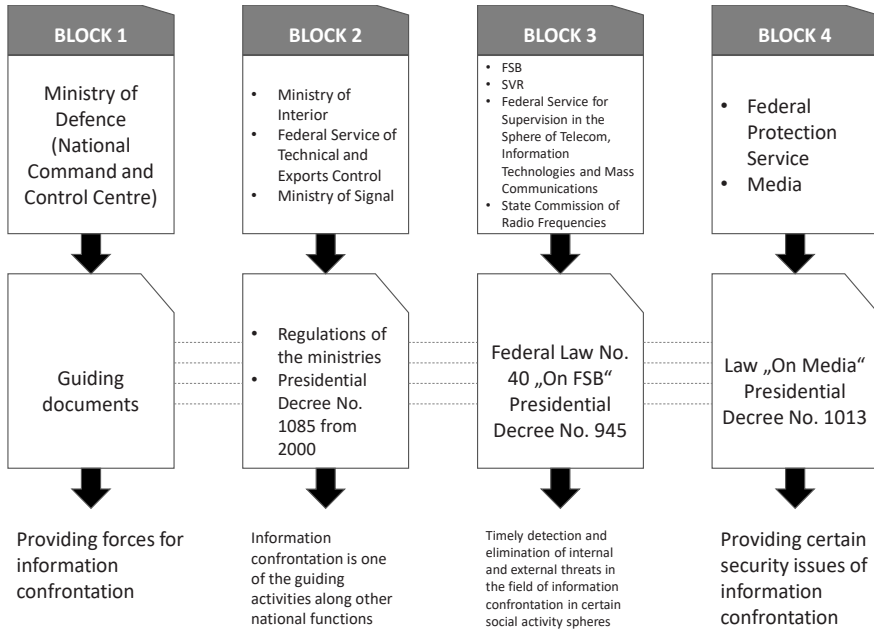 BLOCK 1
Ministry of
Defence
(National
Command and
Control Centre)
Guiding
documents
Providing forces for
information
confrontation
BLOCK 2
• Ministry of
Interior
• Federal Service of
Technical and
Exports Control
• Ministry of Signal
• Regulations of
the ministries
• Presidential
Decree No.
1085 from
2000
Information
confrontation is one
of the guiding
activities along other
national functions
BLOCK 3
• FSB
• SVR
• Federal Service for
Supervision in the
Sphere of Telecom,
Information
Technologies and Mass
Communications
• State Commission of
Radio Frequencies
Federal Law No.
40 „On FSB“
Presidential
Decree No. 945
Timely detection and
elimination of internal
and external threats in
the field of information
confrontation in certain
social activity spheres
BLOCK 4
• Federal
Protection
Service
• Media
Law „On Media“
Presidential
Decree No. 1013
Providing certain
security issues of
information
confrontation